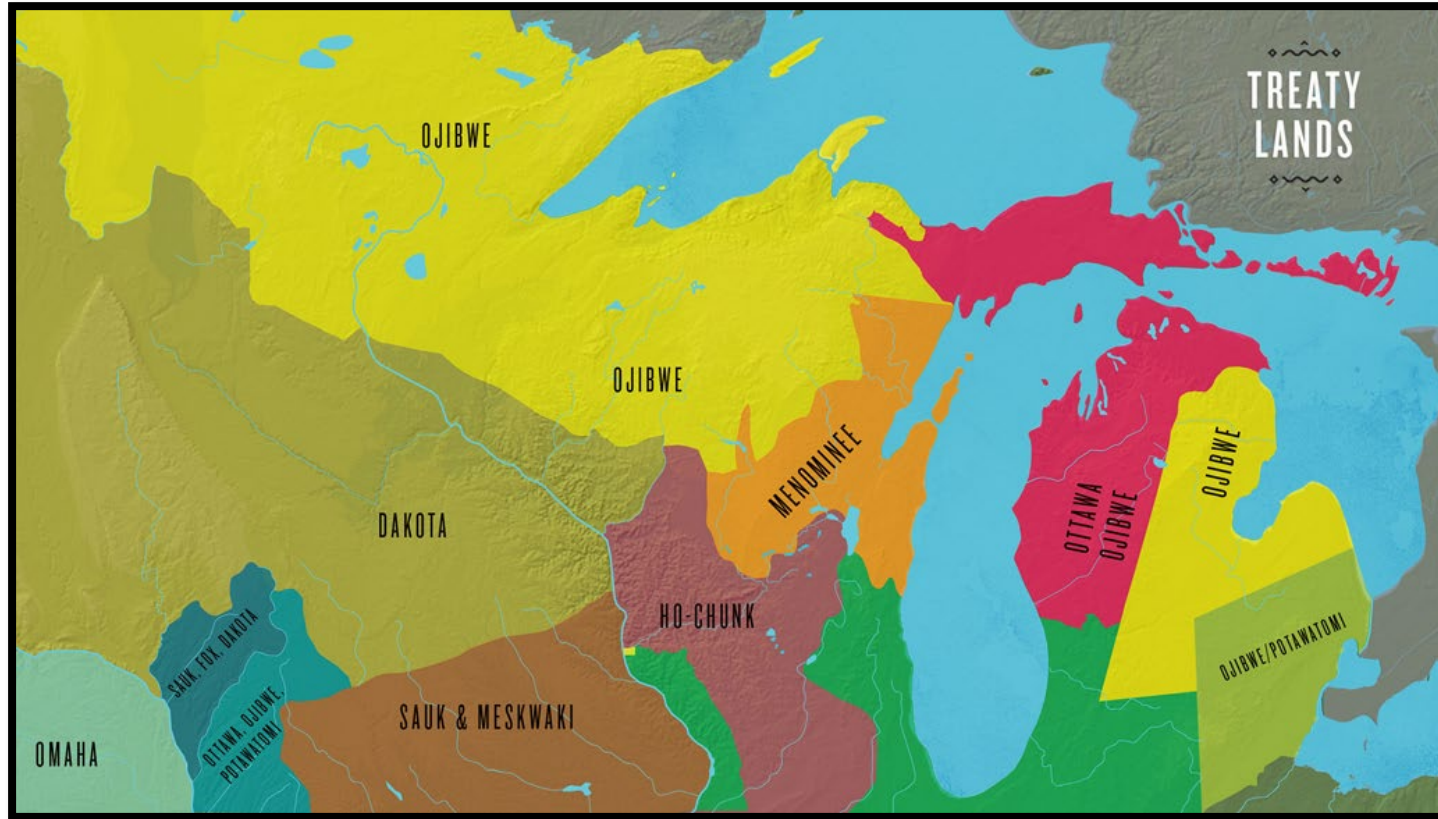 TREATY
LANDS
OJIBWE
OJIBWE
MENOMINEE
OJIBWE
OTTAWA
OJIBWE
DAKOTA
HO-CHUNK
OJIBWE/POTAWATOMI
SAUK, FOX, DAKOTA
OTTAWA, OJIBWE,
POTAWATOMI
SAUK & MESKWAKI
OMAHA